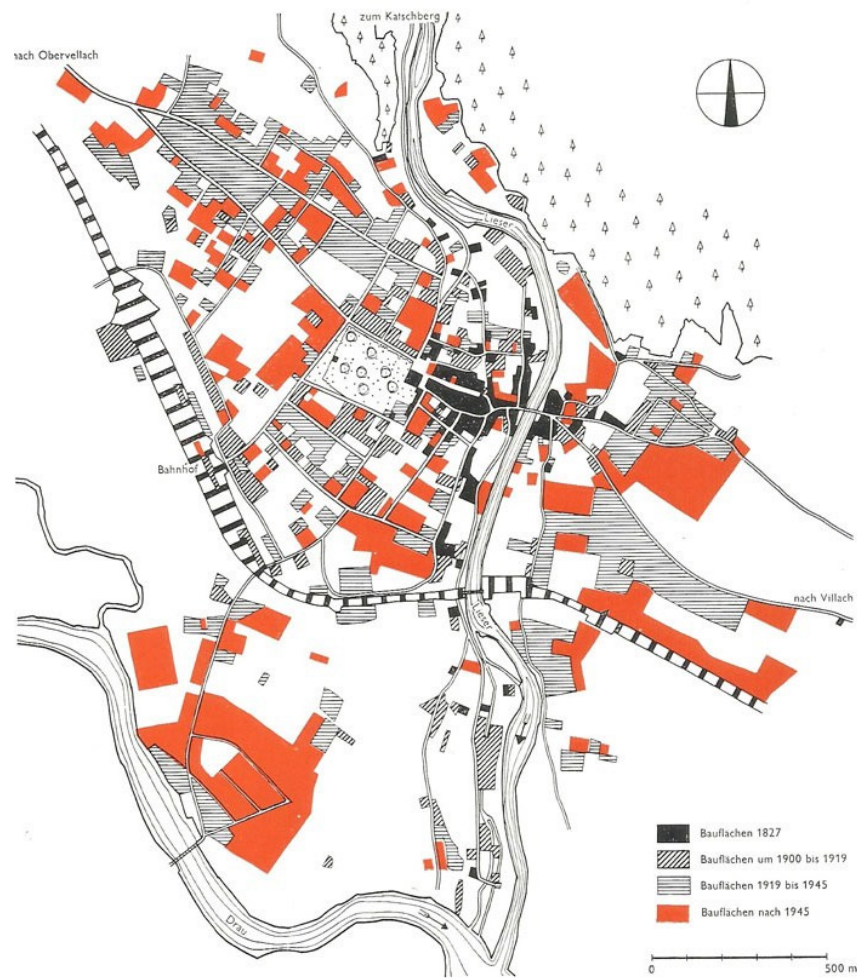 zum Katschberg
nach Obervellach
Lieser
Bahnhof
nach Villach
Lieser
Drau
Bauflächen 1827
Bauflächen um 1900 bis 1919
Bauflächen 1919 bis 1945
Bauflächen nach 1945
0 500 m